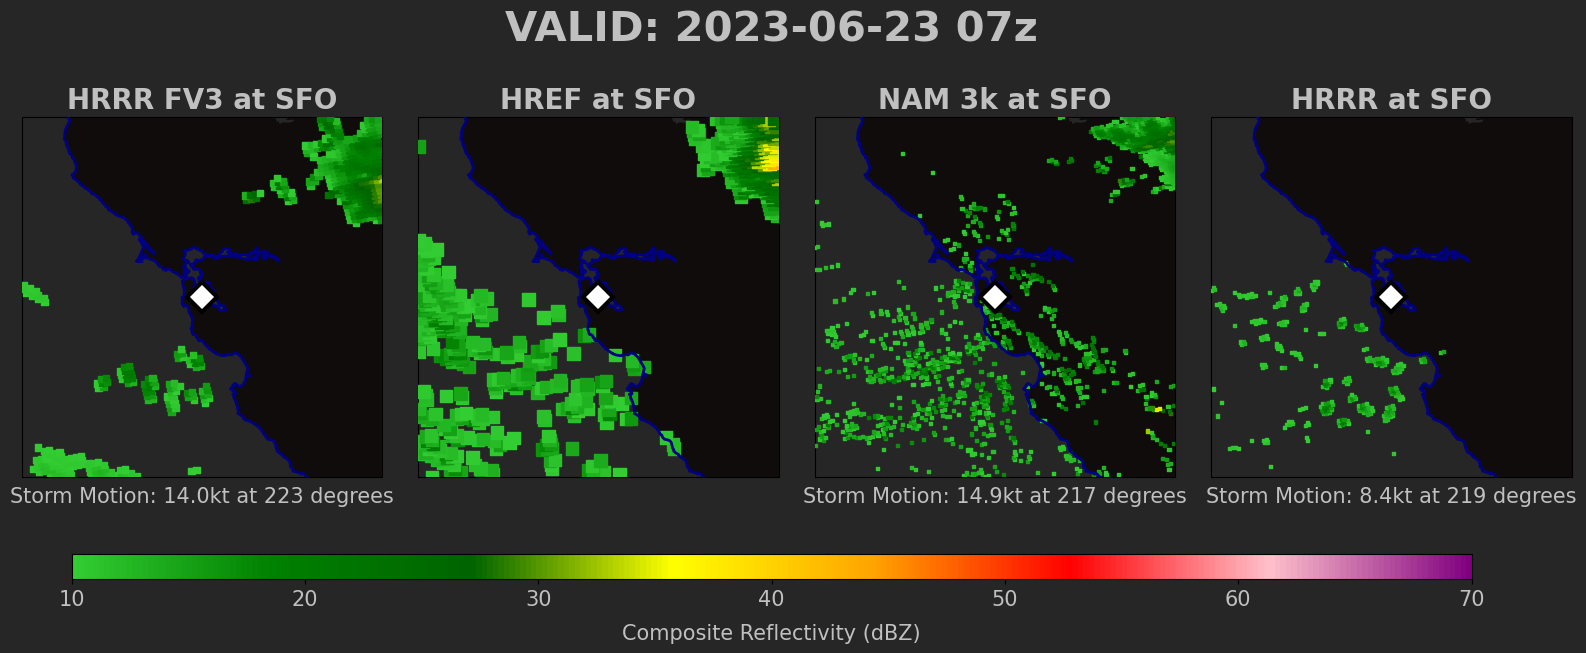 VALID: 2023-06-23 07z
HRRR FV3 at SFO
HREF at SFO
NAM 3k at SFO
HRRR at SFO
Storm Motion: 14.0kt at 223 degrees
Storm Motion: 14.9kt at 217 degrees
Storm Motion: 8.4kt at 219 degrees
10 20 30 40 50 60 70
Composite Reflectivity (dBZ)